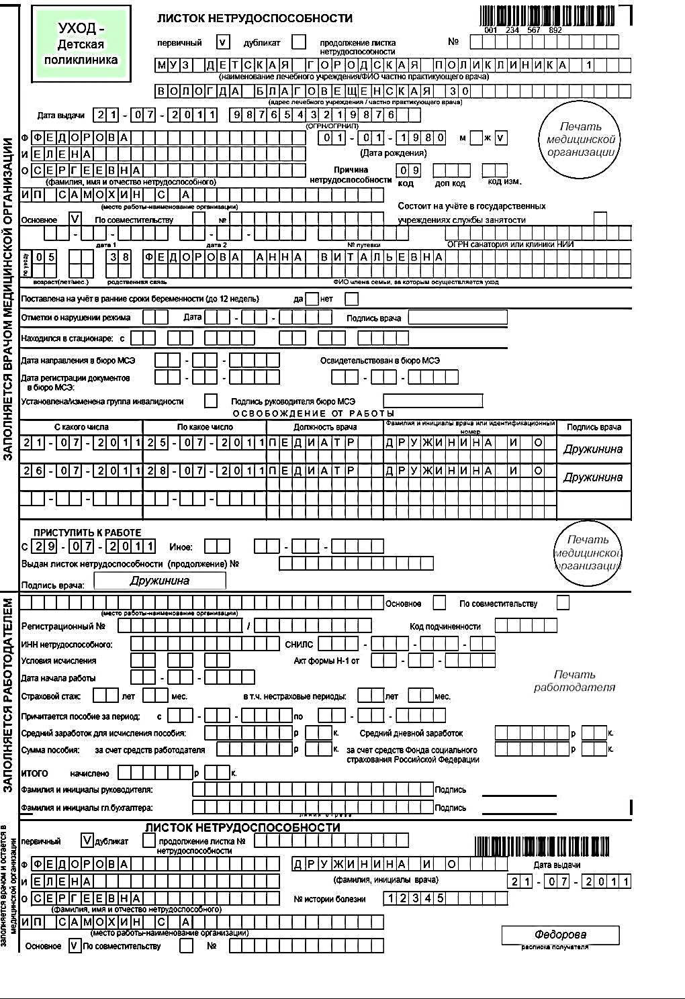 УХОД -
Детская
поликлиника
ЛИСТОК НЕТРУДОСПОСОБНОСТИ
001 234 567 892
первичный V дубликат продолжение листка нетрудоспособности №
МУЗ ДЕТСКАЯ ГОРОДСКАЯ ПОЛИКЛИНИКА 1
(наименование лечебного учреждения/ФИО частно практикующего врача)
ВОЛОГДА БЛАГОВЕЩЕНСКАЯ 30
(адрес лечебного учреждения / частно практикующего врача)
Дата выдачи 21-07-2011 9876543219876
(ОГРН/ОГРНИП)
Печать медицинской организации
Ф ФЕДОРОВА 01-01-1980 м ж V
И ЕЛЕНА (Дата рождения)
О СЕРГЕЕВНА Причина нетрудоспособности 09
(фамилия, имя и отчество нетрудоспособного) код доп код код изм.
ИП САМОХИН С А
(место работы-наименование организации)
Состоит на учёте в государственных
Основное V По совместительству № учреждениях службы занятости
- - - -
дата 1 дата 2 № путевки ОГРН санатория или клиники НИИ
по уходу 05 38 ФЕДОРОВА АННА ВИТАЛЬЕВНА
возраст(лет/мес.) родственная связь ФИО члена семьи, за которым осуществляется уход
Поставлена на учёт в ранние сроки беременности (до 12 недель) да нет
Отметки о нарушении режима Дата - - Подпись врача
Находился в стационаре: с
Дата направления в бюро МСЭ - - Освидетельствован в бюро МСЭ
Дата регистрации документов - - - -
в бюро МСЭ:
Установлена/изменена группа инвалидности Подпись руководителя бюро МСЭ
ОСВОБОЖДЕНИЕ ОТ РАБОТЫ
С какого числа По какое число Должность врача Фамилия и инициалы врача или идентификационный номер Подпись врача
21-07-2011 25-07-2011 ПЕДИАТР ДРУЖИНИНА И О Дружинина
26-07-2011 28-07-2011 ПЕДИАТР ДРУЖИНИНА И О Дружинина
- - - -
ПРИСТУПИТЬ К РАБОТЕ
С 29-07-2011 Иное: - -
Печать медицинской организации
Выдан листок нетрудоспособности (продолжение) №
Подпись врача: Дружинина
ЗАПОЛНЯЕТСЯ ВРАЧОМ МЕДИЦИНСКОЙ ОРГАНИЗАЦИИ
Основное По совместительству
(место работы-наименование организации)
Регистрационный № / Код подчиненности
ИНН нетрудоспособного: СНИЛС - - -
Условия исчисления Акт формы Н-1 от - -
Дата начала работы - -
Печать работодателя
Страховой стаж: лет мес. в т.ч. нестраховые периоды: лет мес.
Причитается пособие за период: с - - по - -
Средний заработок для исчисления пособия: р к. Средний дневной заработок р к.
Сумма пособия: за счет средств работодателя р к. за счет средств Фонда социального страхования Российской Федерации р к.
ИТОГО начислено р к.
Фамилия и инициалы руководителя: Подпись
Фамилия и инициалы гл.бухгалтера: Подпись
ЗАПОЛНЯЕТСЯ РАБОТОДАТЕЛЕМ
линия отреза
ЛИСТОК НЕТРУДОСПОСОБНОСТИ
первичный V дубликат продолжение листка № нетрудоспособности
Ф ФЕДОРОВА ДРУЖИНИНА И О Дата выдачи
И ЕЛЕНА (фамилия, инициалы врача) 21-07-2011
О СЕРГЕЕВНА № истории болезни 12345
(фамилия, имя и отчество нетрудоспособного)
ИП САМОХИН С А
(место работы-наименование организации)
Федорова
Основное V По совместительству № расписка получателя
заполняется врачом и остается в медицинской организации